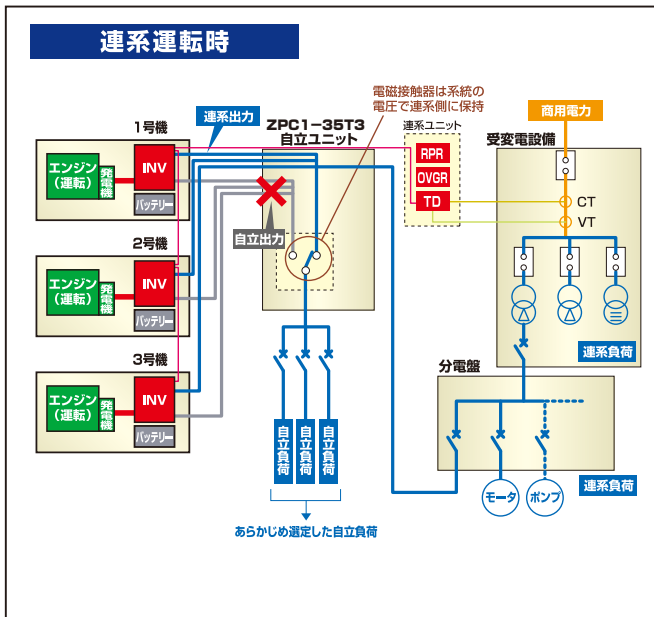 連系運転時
電磁接触器は系統の
電圧で連系側に保持
商用電力
連系出力
ZPC1-35T3
自立ユニット
連系ユニット
受変電設備
1号機
エンジン
(運転)
発電機
INV
バッテリー
RPR
OVGR
TD
CT
VT
自立出力
2号機
エンジン
(運転)
発電機
INV
バッテリー
3号機
エンジン
(運転)
発電機
INV
バッテリー
連系負荷
分電盤
自立負荷
自立負荷
自立負荷
モータ
ポンプ
連系負荷
あらかじめ選定した自立負荷